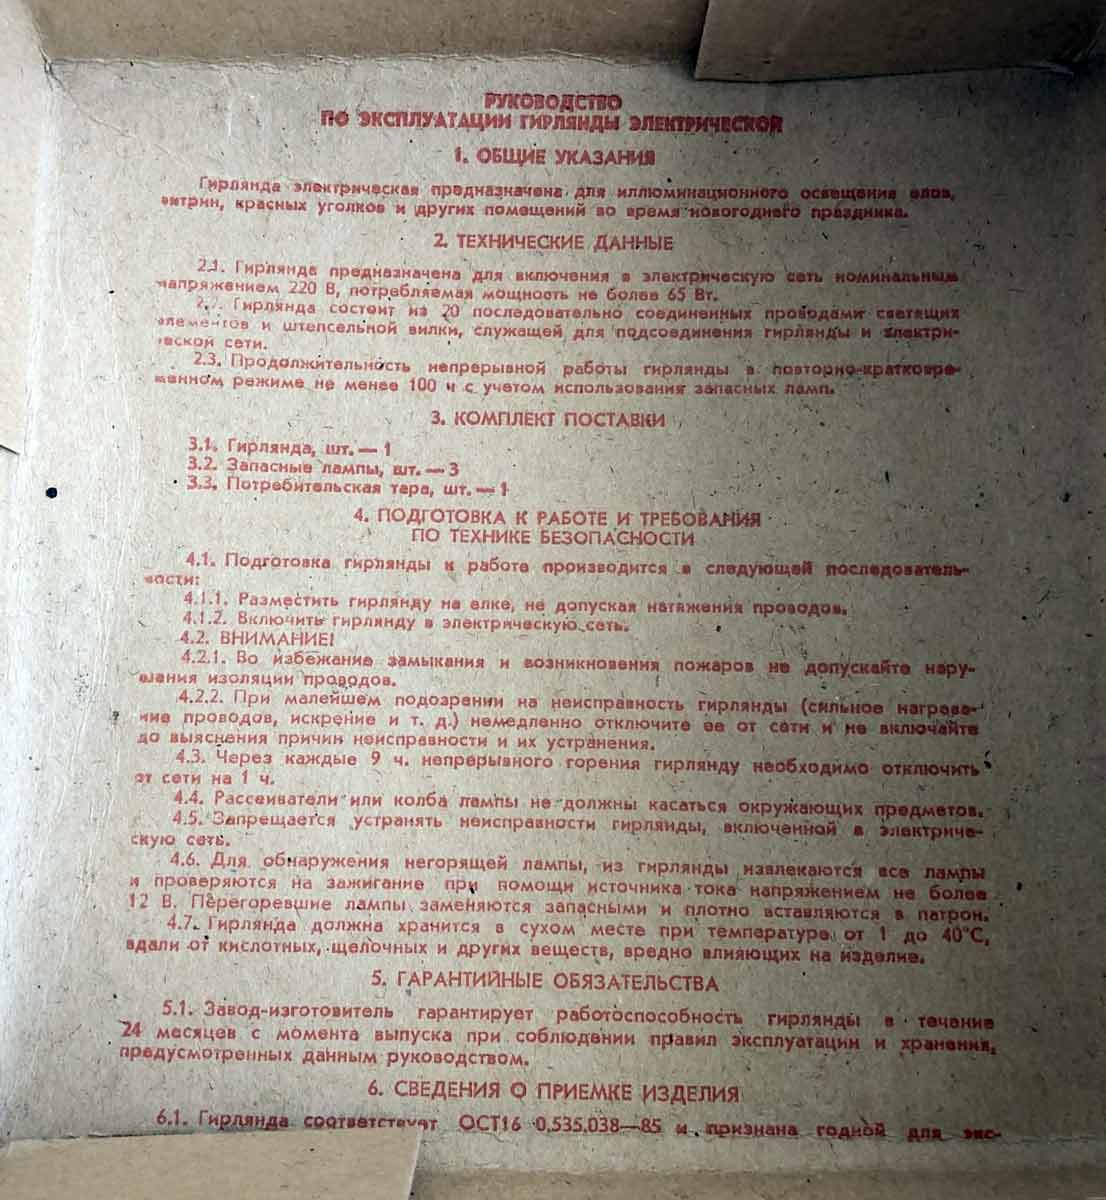 РУКОВОДСТВО
ПО ЭКСПЛУАТАЦИИ ГИРЛЯНДЫ ЭЛЕКТРИЧЕСКОЙ
1. ОБЩИЕ УКАЗАНИЯ
Гирлянда электрическая предназначена для иллюминационного освещения елов,
витрин, красных уголков и других помещений во время новогоднего праздника.
2. ТЕХНИЧЕСКИЕ ДАННЫЕ
2.1. Гирлянда предназначена для включения в электрическую сеть номинальным
напряжением 220 В, потребляемая мощность не более 65 Вт.
2.2. Гирлянда состоит из 20 последовательно соединенных проводами светящих
элементов и штепсельной вилки, служащей для подсоединения гирлянды к электри-
ческой сети.
2.3. Продолжительность непрерывной работы гирлянды в повторно-кратковре-
менном режиме не менее 100 ч с учетом использования запасных ламп.
3. КОМПЛЕКТ ПОСТАВКИ
3.1. Гирлянда, шт. — 1
3.2. Запасные лампы, шт. — 3
3.3. Потребительская тара, шт. — 1
4. ПОДГОТОВКА К РАБОТЕ И ТРЕБОВАНИЯ
ПО ТЕХНИКЕ БЕЗОПАСНОСТИ
4.1. Подготовка гирлянды к работе производится в следующей последователь-
ности:
4.1.1. Разместить гирлянду на елке, не допуская натяжения проводов.
4.1.2. Включить гирлянду в электрическую сеть.
4.2. ВНИМАНИЕ!
4.2.1. Во избежание замыкания и возникновения пожаров не допускайте нару-
шения изоляции проводов.
4.2.2. При малейшем подозрении на неисправность гирлянды (сильное нагрева-
ние проводов, искрение и т. д.) немедленно отключите ее от сети и не включайте
до выяснения причин неисправности и их устранения.
4.3. Через каждые 9 ч. непрерывного горения гирлянду необходимо отключить
от сети на 1 ч.
4.4. Рассеиватели или колба лампы не должны касаться окружающих предметов.
4.5. Запрещается устранять неисправности гирлянды, включенной в электриче-
скую сеть.
4.6. Для обнаружения негорящей лампы, из гирлянды извлекаются все лампы
и проверяются на зажигание при помощи источника тока напряжением не более
12 В. Перегоревшие лампы заменяются запасными и плотно вставляются в патрон.
4.7. Гирлянда должна хранится в сухом месте при температуре от 1 до 40°С,
вдали от кислотных, щелочных и других веществ, вредно влияющих на изделие.
5. ГАРАНТИЙНЫЕ ОБЯЗАТЕЛЬСТВА
5.1. Завод-изготовитель гарантирует работоспособность гирлянды в течение
24 месяцев с момента выпуска при соблюдении правил эксплуатации и хранения,
предусмотренных данным руководством.
6. СВЕДЕНИЯ О ПРИЕМКЕ ИЗДЕЛИЯ
6.1. Гирлянда соответствует ОСТ16 0.535.038—85 и признана годной для экс-